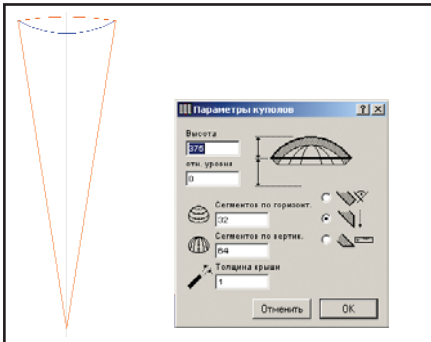 Параметры куполов
Высота
375
отн. уровня
0
Сегментов по горизонт.
32
Сегментов по вертик.
64
Толщина крыши
1
Отменить
OK